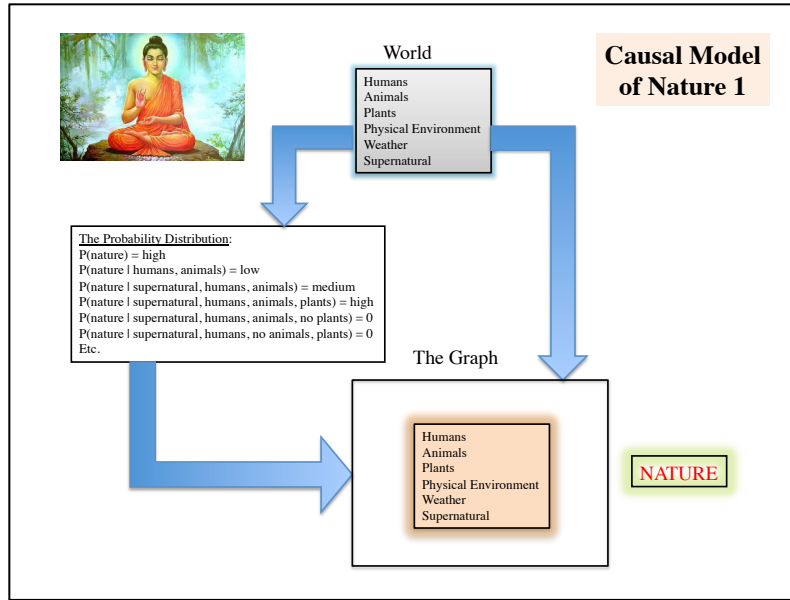 World
Causal Model
of Nature 1
Humans
Animals
Plants
Physical Environment
Weather
Supernatural
The Probability Distribution:
P(nature) = high
P(nature | humans, animals) = low
P(nature | supernatural, humans, animals) = medium
P(nature | supernatural, humans, animals, plants) = high
P(nature | supernatural, humans, animals, no plants) = 0
P(nature | supernatural, humans, no animals, plants) = 0
Etc.
The Graph
Humans
Animals
Plants
Physical Environment
Weather
Supernatural
NATURE